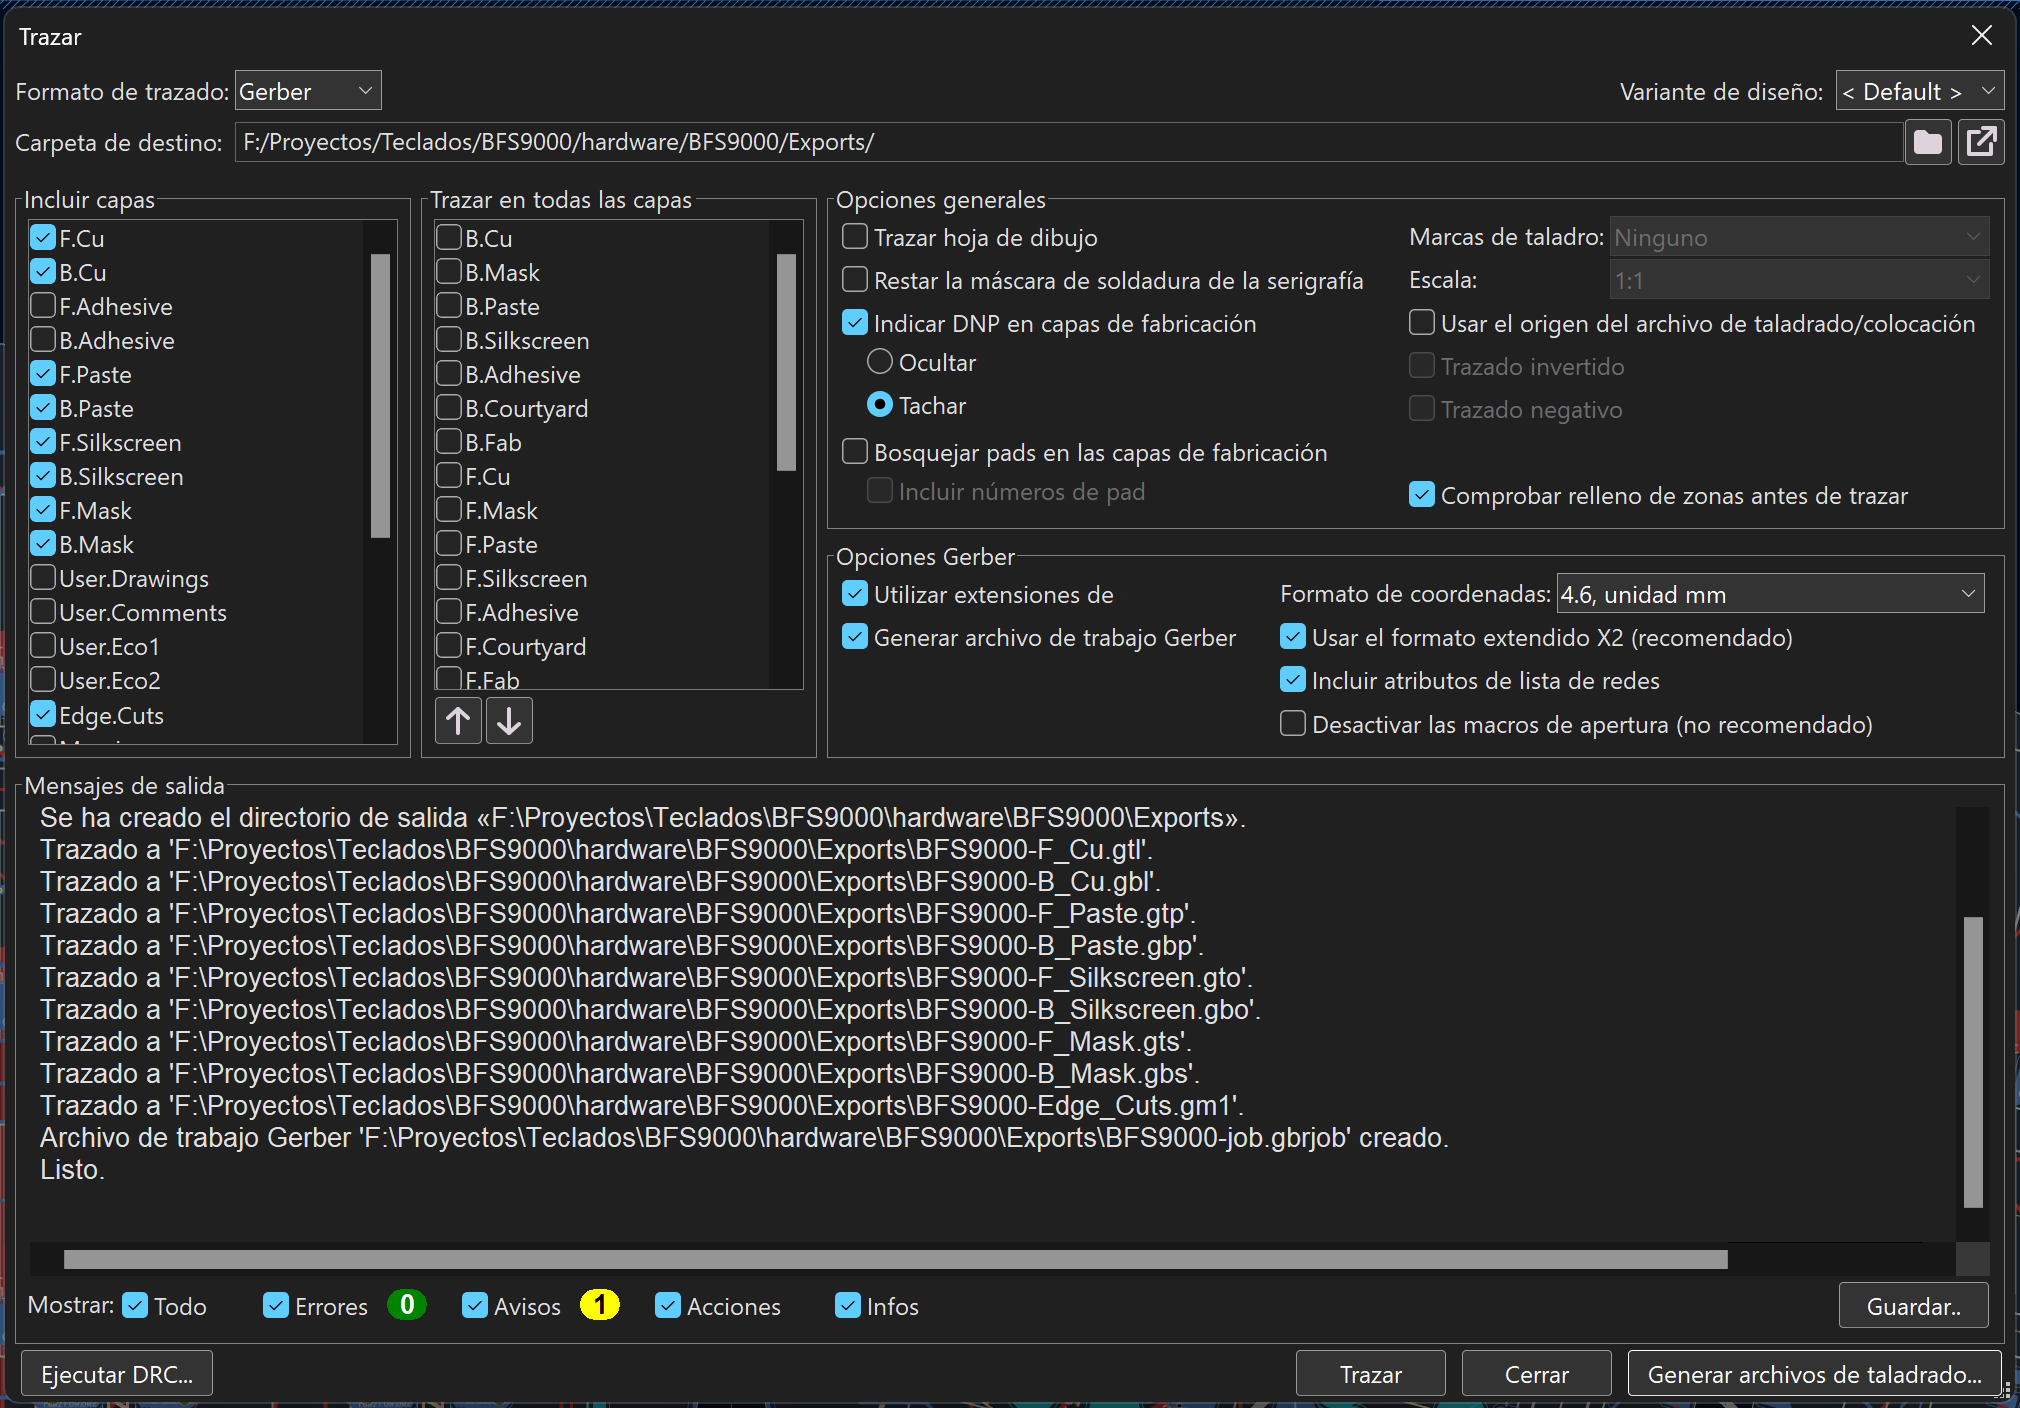 Trazar
Formato de trazado: Gerber
Variante de diseño: < Default >
Carpeta de destino: F:/Proyectos/Teclados/BFS9000/hardware/BFS9000/Exports/
Incluir capas
F.Cu
B.Cu
F.Adhesive
B.Adhesive
F.Paste
B.Paste
F.Silkscreen
B.Silkscreen
F.Mask
B.Mask
User.Drawings
User.Comments
User.Eco1
User.Eco2
Edge.Cuts
Trazar en todas las capas
B.Cu
B.Mask
B.Paste
B.Silkscreen
B.Adhesive
B.Courtyard
B.Fab
F.Cu
F.Mask
F.Paste
F.Silkscreen
F.Adhesive
F.Courtyard
F.Fab
Opciones generales
Trazar hoja de dibujo
Restar la máscara de soldadura de la serigrafía
Indicar DNP en capas de fabricación
Ocultar
Tachar
Bosquejar pads en las capas de fabricación
Incluir números de pad
Marcas de taladro: Ninguno
Escala: 1:1
Usar el origen del archivo de taladrado/colocación
Trazado invertido
Trazado negativo
Comprobar relleno de zonas antes de trazar
Opciones Gerber
Utilizar extensiones de
Generar archivo de trabajo Gerber
Formato de coordenadas: 4.6, unidad mm
Usar el formato extendido X2 (recomendado)
Incluir atributos de lista de redes
Desactivar las macros de apertura (no recomendado)
Mensajes de salida
Se ha creado el directorio de salida «F:\Proyectos\Teclados\BFS9000\hardware\BFS9000\Exports».
Trazado a 'F:\Proyectos\Teclados\BFS9000\hardware\BFS9000\Exports\BFS9000-F_Cu.gtl'.
Trazado a 'F:\Proyectos\Teclados\BFS9000\hardware\BFS9000\Exports\BFS9000-B_Cu.gbl'.
Trazado a 'F:\Proyectos\Teclados\BFS9000\hardware\BFS9000\Exports\BFS9000-F_Paste.gtp'.
Trazado a 'F:\Proyectos\Teclados\BFS9000\hardware\BFS9000\Exports\BFS9000-B_Paste.gbp'.
Trazado a 'F:\Proyectos\Teclados\BFS9000\hardware\BFS9000\Exports\BFS9000-F_Silkscreen.gto'.
Trazado a 'F:\Proyectos\Teclados\BFS9000\hardware\BFS9000\Exports\BFS9000-B_Silkscreen.gbo'.
Trazado a 'F:\Proyectos\Teclados\BFS9000\hardware\BFS9000\Exports\BFS9000-F_Mask.gts'.
Trazado a 'F:\Proyectos\Teclados\BFS9000\hardware\BFS9000\Exports\BFS9000-B_Mask.gbs'.
Trazado a 'F:\Proyectos\Teclados\BFS9000\hardware\BFS9000\Exports\BFS9000-Edge_Cuts.gm1'.
Archivo de trabajo Gerber 'F:\Proyectos\Teclados\BFS9000\hardware\BFS9000\Exports\BFS9000-job.gbrjob' creado.
Listo.
Mostrar: Todo Errores 0 Avisos 1 Acciones Infos
Guardar..
Ejecutar DRC...
Trazar
Cerrar
Generar archivos de taladrado...